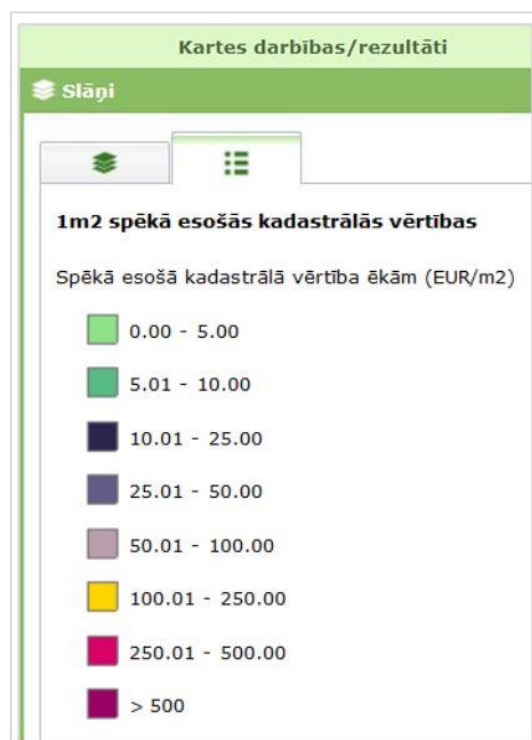 Kartes darbības/rezultāti
Slāņi
1m2 spēkā esošās kadastrālās vērtības
Spēkā esošā kadastrālā vērtība ēkām (EUR/m2)
0.00 - 5.00
5.01 - 10.00
10.01 - 25.00
25.01 - 50.00
50.01 - 100.00
100.01 - 250.00
250.01 - 500.00
> 500